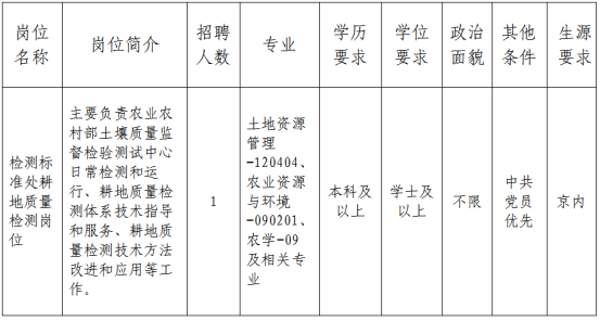 岗位名称
岗位简介
招聘人数
专业
学历要求
学位要求
政治面貌
其他条件
生源要求
检测标
准处耕
地质量
检测岗
位
主要负责农业农
村部土壤质量监
督检验测试中心
日常检测和运
行、耕地质量检
测体系技术指导
和服务、耕地质
量检测技术方法
改进和应用等工
作。
1
土地资源
管理
-120404、
农业资源
与环境
-090201、
农学-09
及相关专
业
本科及
以上
学士及
以上
不限
中共
党员
优先
京内